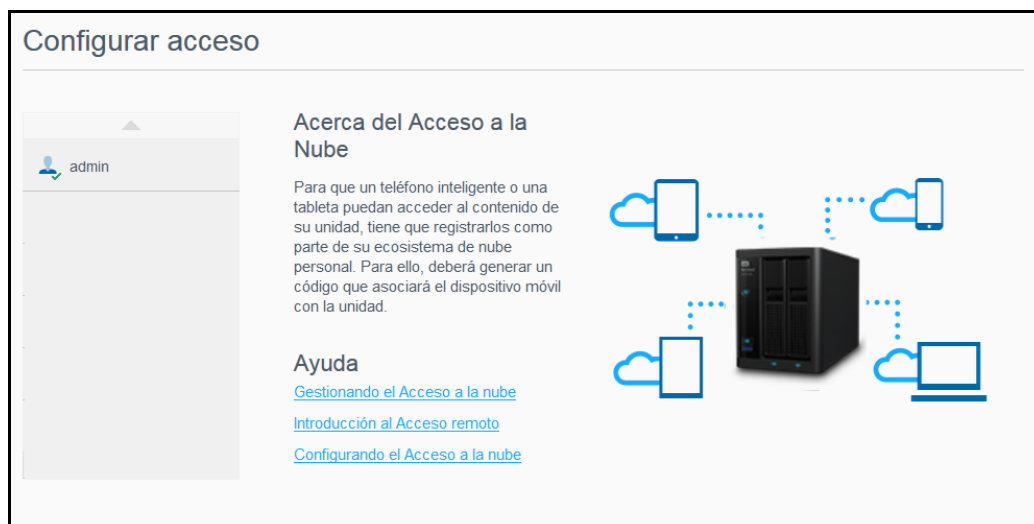 Configurar acceso
admin
Acerca del Acceso a la
Nube
Para que un teléfono inteligente o una
tableta puedan acceder al contenido de
su unidad, tiene que registrarlos como
parte de su ecosistema de nube
personal. Para ello, deberá generar un
código que asociará el dispositivo móvil
con la unidad.
Ayuda
Gestionando el Acceso a la nube
Introducción al Acceso remoto
Configurando el Acceso a la nube